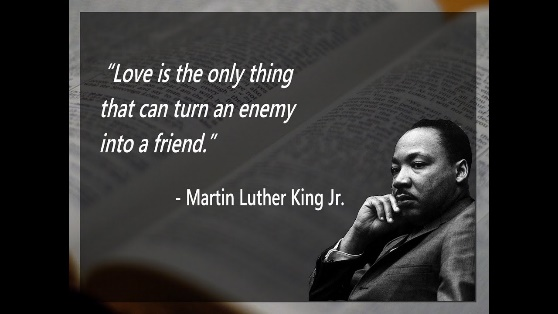 “Love is the only thing
that can turn an enemy
into a friend.”
- Martin Luther King Jr.